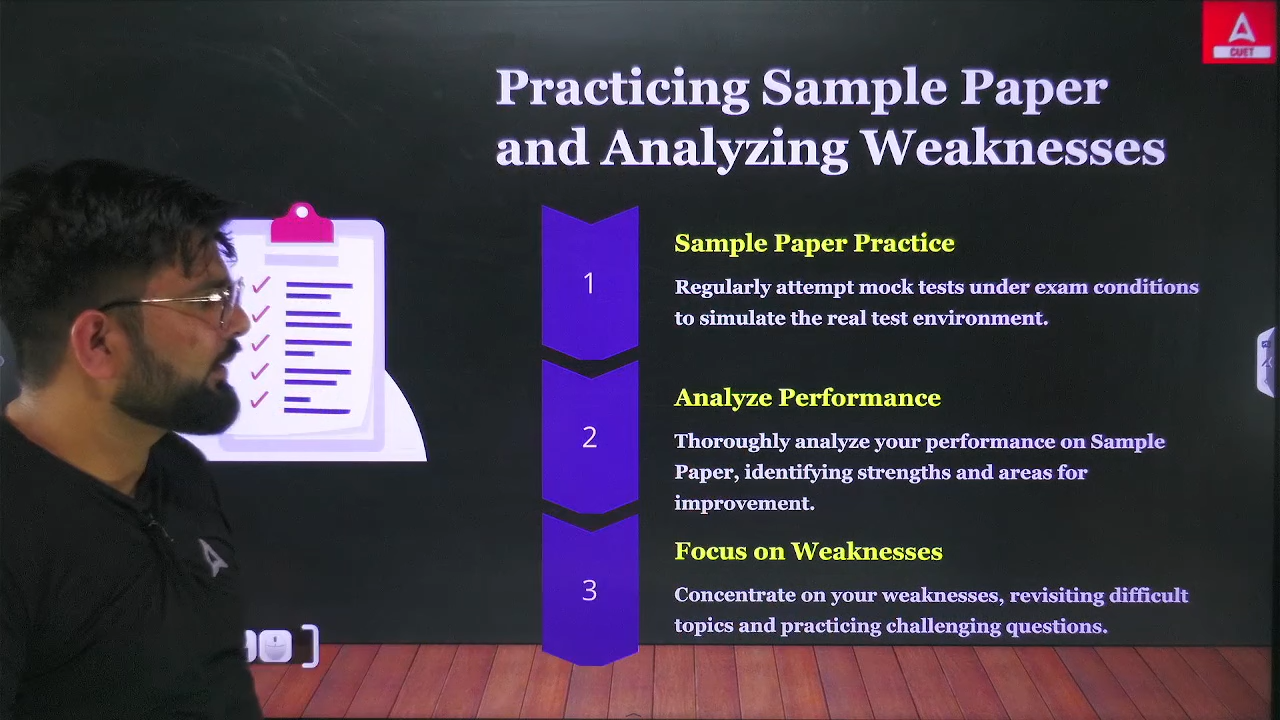 CUET
Practicing Sample Paper
and Analyzing Weaknesses
1
Sample Paper Practice
Regularly attempt mock tests under exam conditions
to simulate the real test environment.
2
Analyze Performance
Thoroughly analyze your performance on Sample
Paper, identifying strengths and areas for
improvement.
3
Focus on Weaknesses
Concentrate on your weaknesses, revisiting difficult
topics and practicing challenging questions.